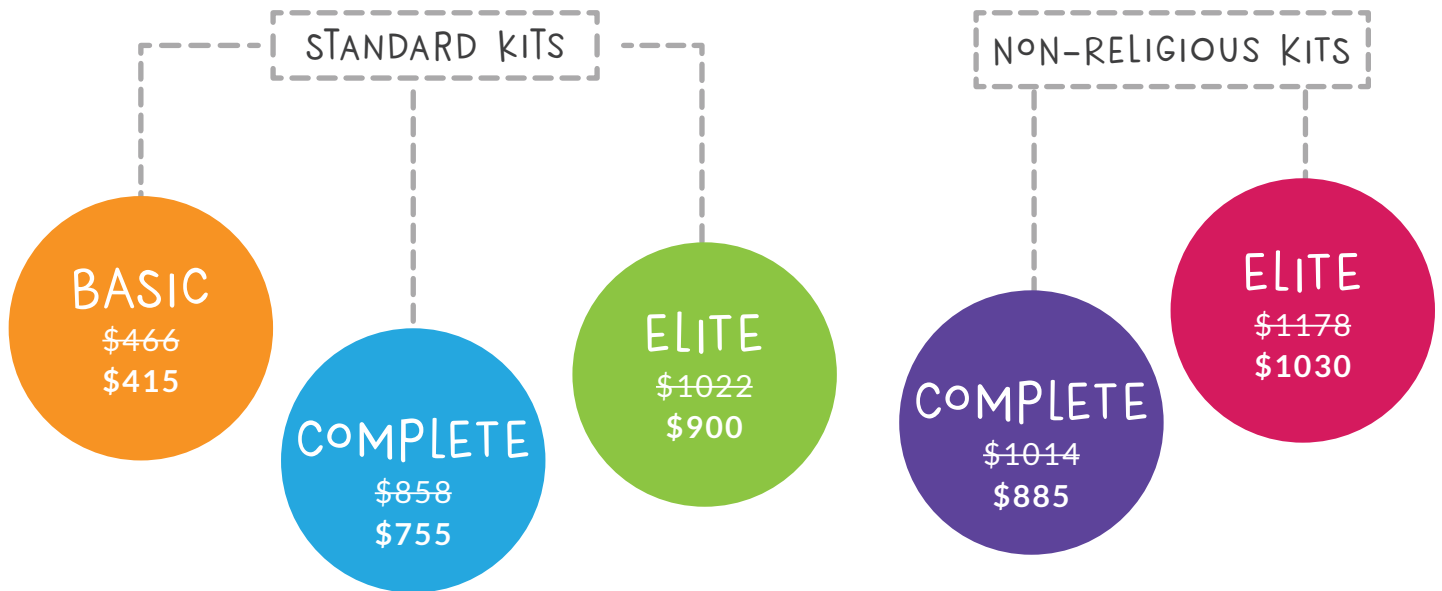 STANDARD KITS
BASIC
$466
$415
COMPLETE
$858
$755
ELITE
$1022
$900
NON-RELIGIOUS KITS
COMPLETE
$1014
$885
ELITE
$1178
$1030